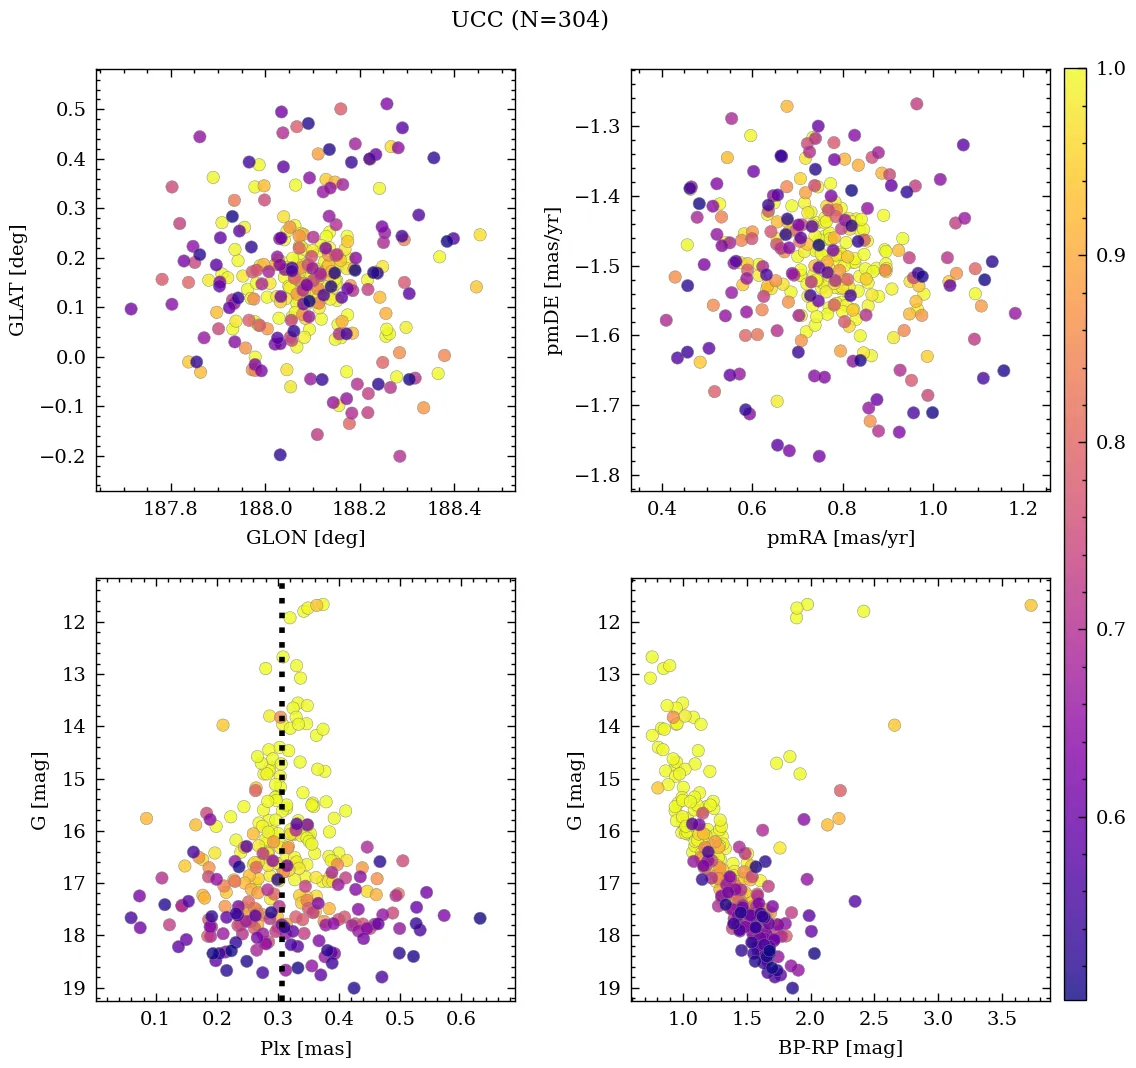 UCC (N=304)
0.5
0.4
0.3
0.2
0.1
0.0
−0.1
−0.2
GLAT [deg]
187.8 188.0 188.2 188.4
GLON [deg]
−1.3
−1.4
−1.5
−1.6
−1.7
−1.8
pmDE [mas/yr]
0.4 0.6 0.8 1.0 1.2
pmRA [mas/yr]
1.0
0.9
0.8
0.7
0.6
12
13
14
15
16
17
18
19
G [mag]
0.1 0.2 0.3 0.4 0.5 0.6
Plx [mas]
12
13
14
15
16
17
18
19
G [mag]
1.0 1.5 2.0 2.5 3.0 3.5
BP-RP [mag]